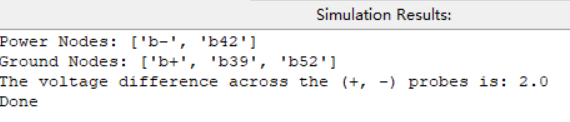 Simulation Results:
Power Nodes: ['b-', 'b42']
Ground Nodes: ['b+', 'b39', 'b52']
The voltage difference across the (+, -) probes is: 2.0
Done